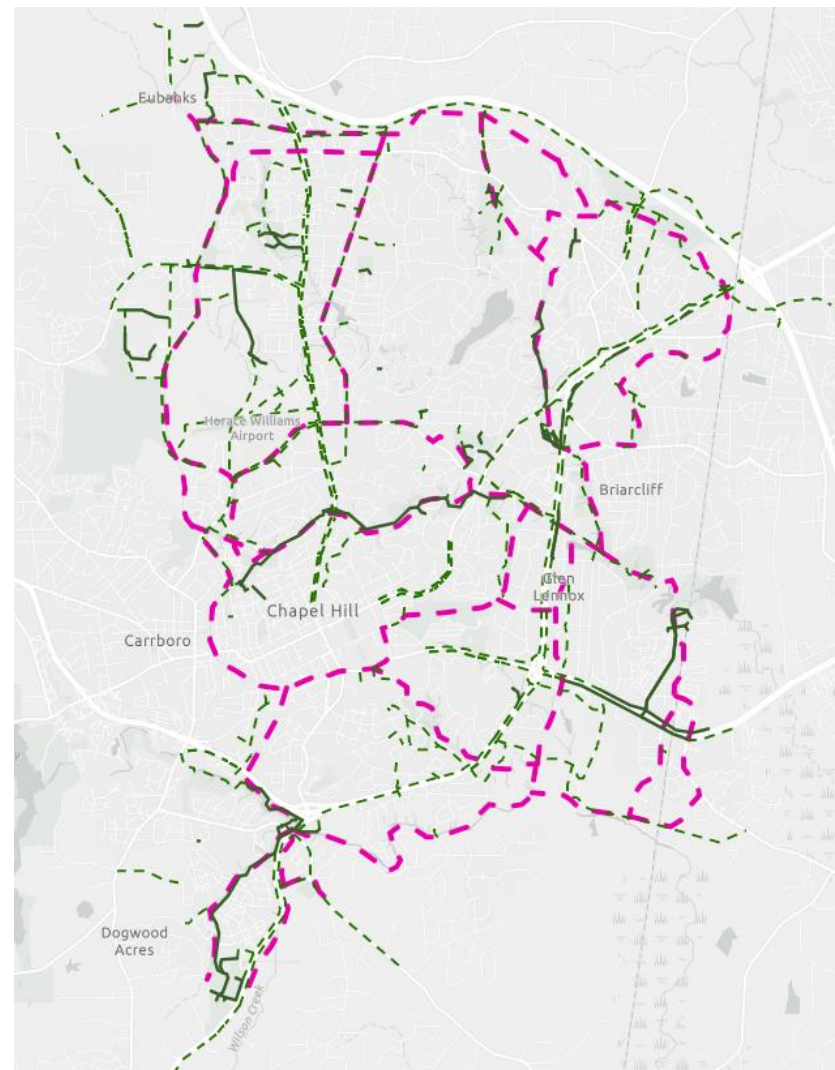 Eubanks
Horace Williams
Airport
Briarcliff
Glen
Lennox
Chapel Hill
Carrboro
Dogwood
Acres
Wilson Creek